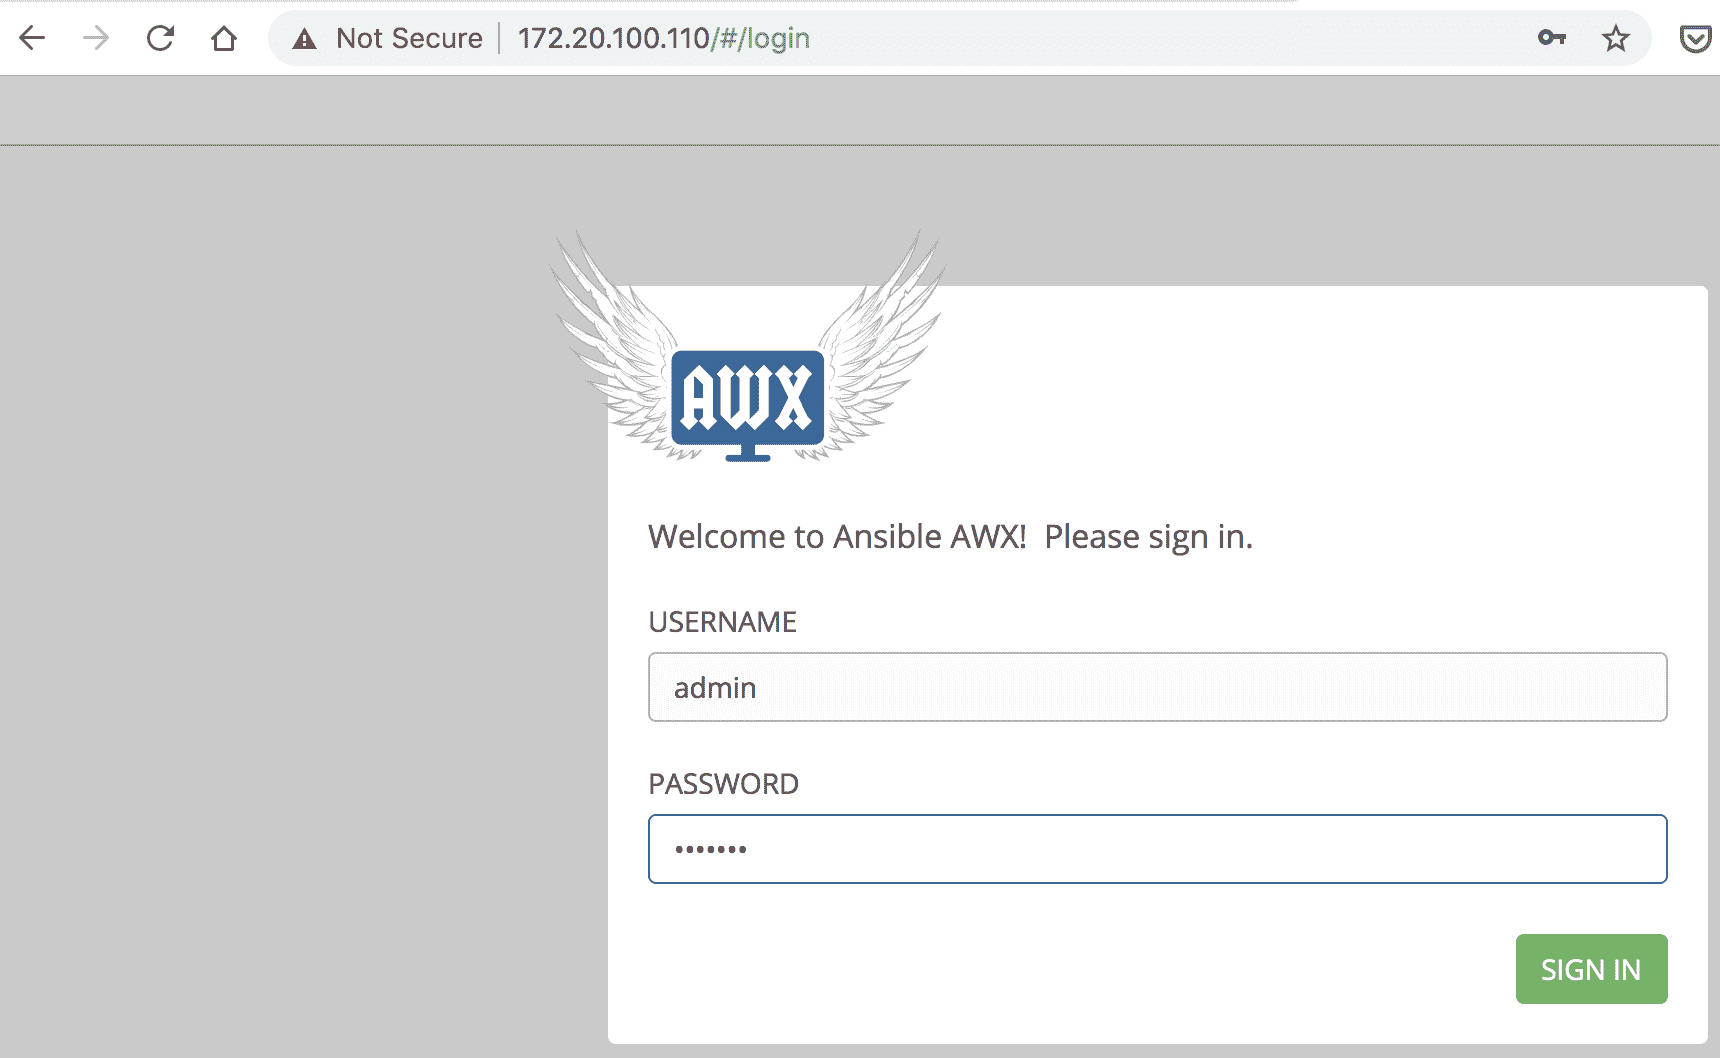 Not Secure | 172.20.100.110/#/login
AWX
Welcome to Ansible AWX!  Please sign in.
USERNAME
admin
PASSWORD
•••••••
SIGN IN